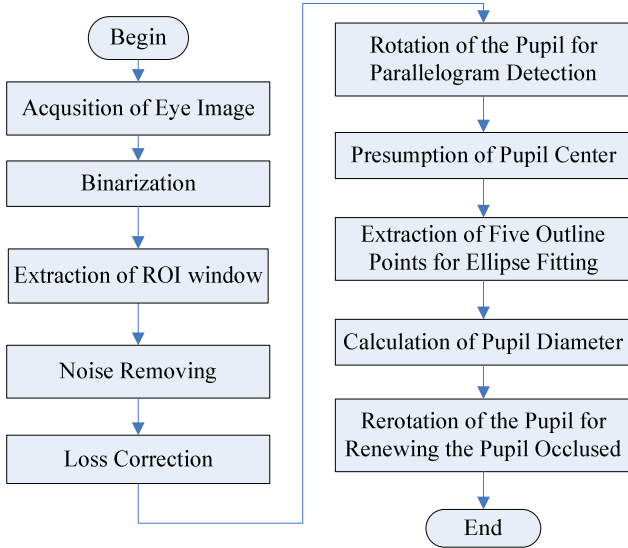 Begin
Acqusition of Eye Image
Binarization
Extraction of ROI window
Noise Removing
Loss Correction
Rotation of the Pupil for
Parallelogram Detection
Presumption of Pupil Center
Extraction of Five Outline
Points for Ellipse Fitting
Calculation of Pupil Diameter
Rerotation of the Pupil for
Renewing the Pupil Occlused
End